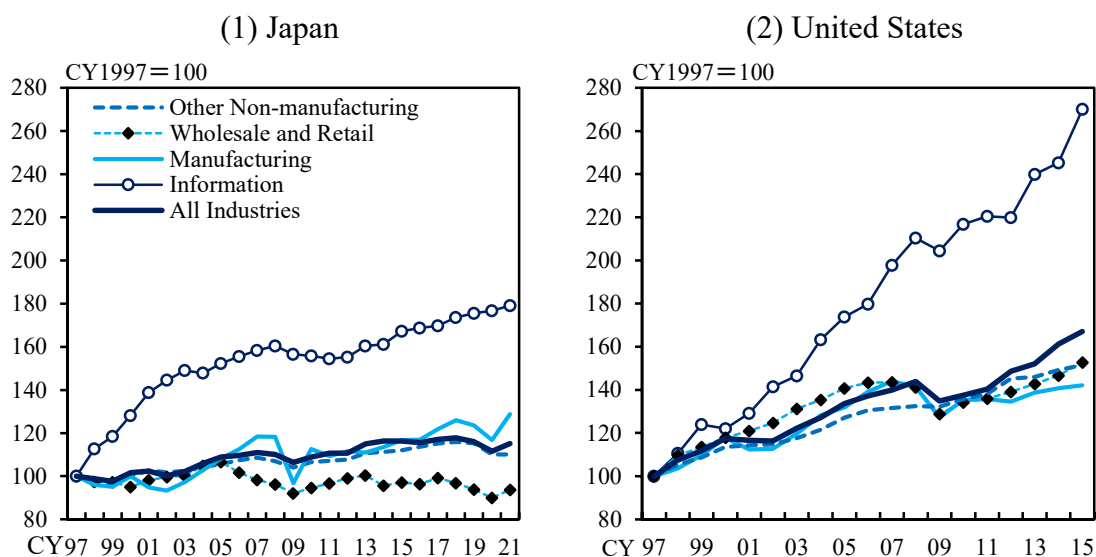 (1) Japan
CY1997＝100
280
260
240
220
200
180
160
140
120
100
80
Other Non-manufacturing
Wholesale and Retail
Manufacturing
Information
All Industries
CY97 99 01 03 05 07 09 11 13 15 17 19 21
(2) United States
CY1997＝100
280
260
240
220
200
180
160
140
120
100
80
CY 97 99 01 03 05 07 09 11 13 15